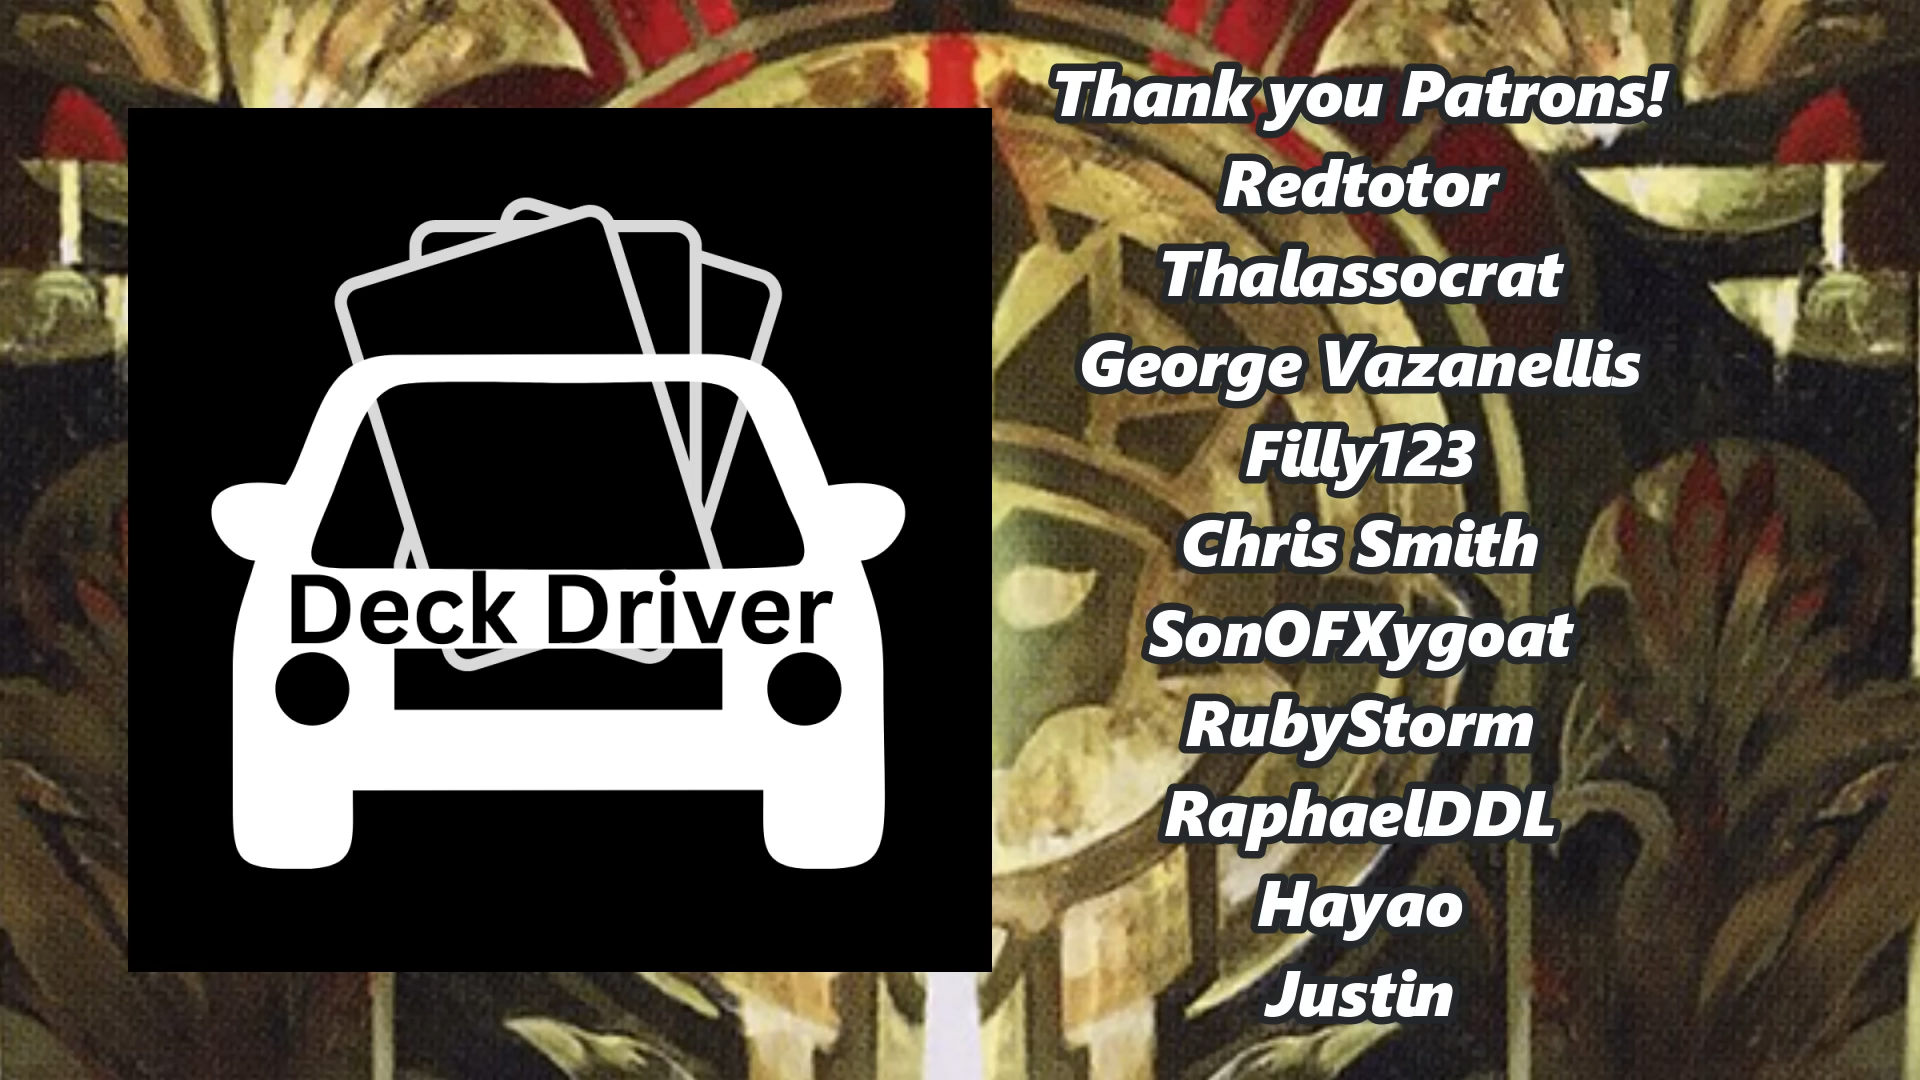 Thank you Patrons!
Redtotor
Thalassocrat
George Vazanellis
Filly123
Chris Smith
SonOFXygoat
RubyStorm
RaphaelDDL
Hayao
Justin
Deck Driver